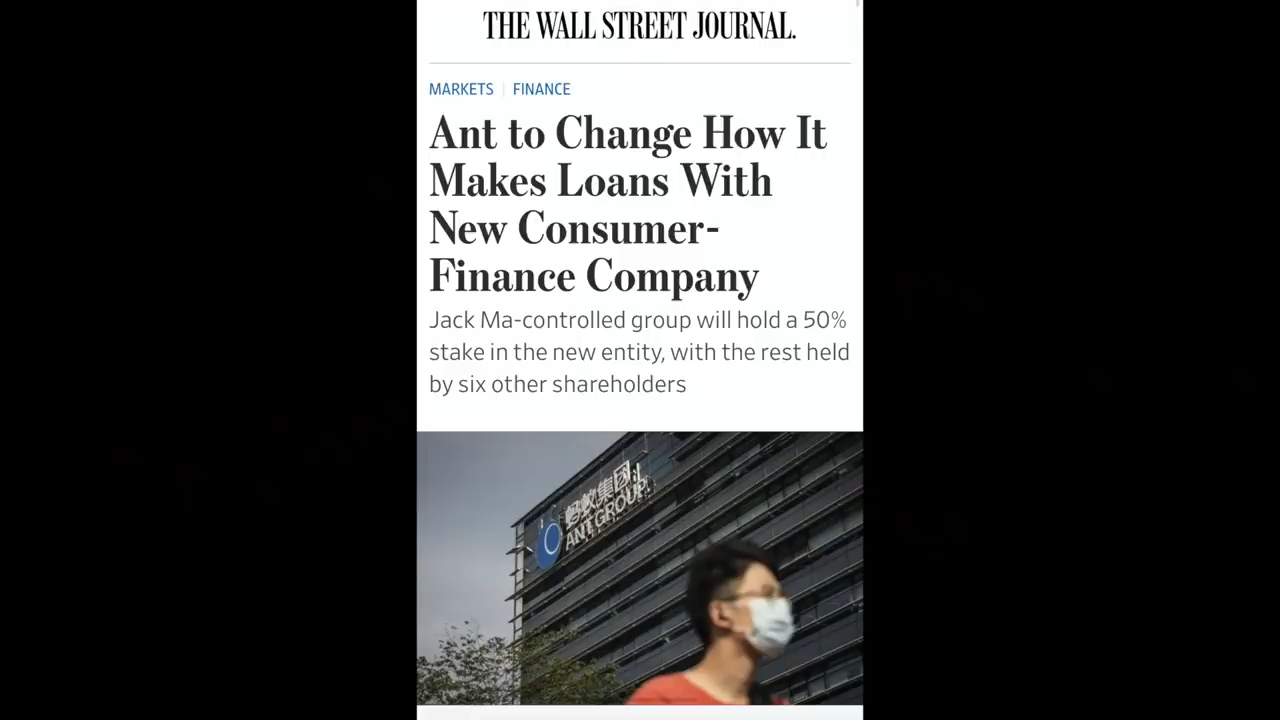 THE WALL STREET JOURNAL.
MARKETS | FINANCE
Ant to Change How It
Makes Loans With
New Consumer-
Finance Company
Jack Ma-controlled group will hold a 50%
stake in the new entity, with the rest held
by six other shareholders
蚂蚁集团
ANT GROUP